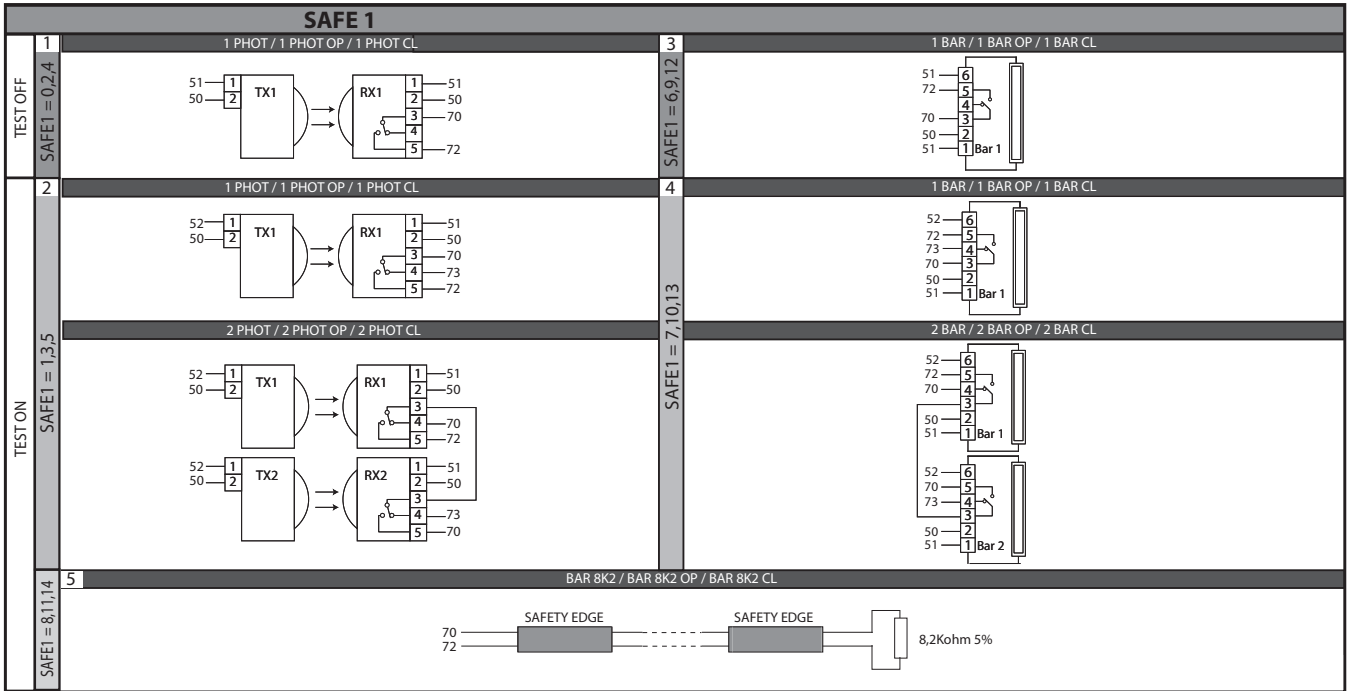 SAFE 1
TEST OFF
SAFE1 = 0,2,4
1
1 PHOT / 1 PHOT OP / 1 PHOT CL
51 1
50 2
TX1
RX1
1 51
2 50
3 70
4
5 72
SAFE1 = 6,9,12
3
1 BAR / 1 BAR OP / 1 BAR CL
51 6
72 5
4
70 3
50 2
51 1 Bar 1
TEST ON
SAFE1 = 1,3,5
2
1 PHOT / 1 PHOT OP / 1 PHOT CL
52 1
50 2
TX1
RX1
1 51
2 50
3 70
4 73
5 72
2 PHOT / 2 PHOT OP / 2 PHOT CL
52 1
50 2
TX1
RX1
1 51
2 50
3
4 70
5 72
52 1
50 2
TX2
RX2
1 51
2 50
3
4 73
5 70
SAFE1 = 7,10,13
4
1 BAR / 1 BAR OP / 1 BAR CL
52 6
72 5
73 4
70 3
50 2
51 1 Bar 1
2 BAR / 2 BAR OP / 2 BAR CL
52 6
72 5
70 4
3
50 2
51 1 Bar 1
52 6
70 5
73 4
3
50 2
51 1 Bar 2
SAFE1 = 8,11,14
5
BAR 8K2 / BAR 8K2 OP / BAR 8K2 CL
SAFETY EDGE
SAFETY EDGE
70
72
8,2Kohm 5%